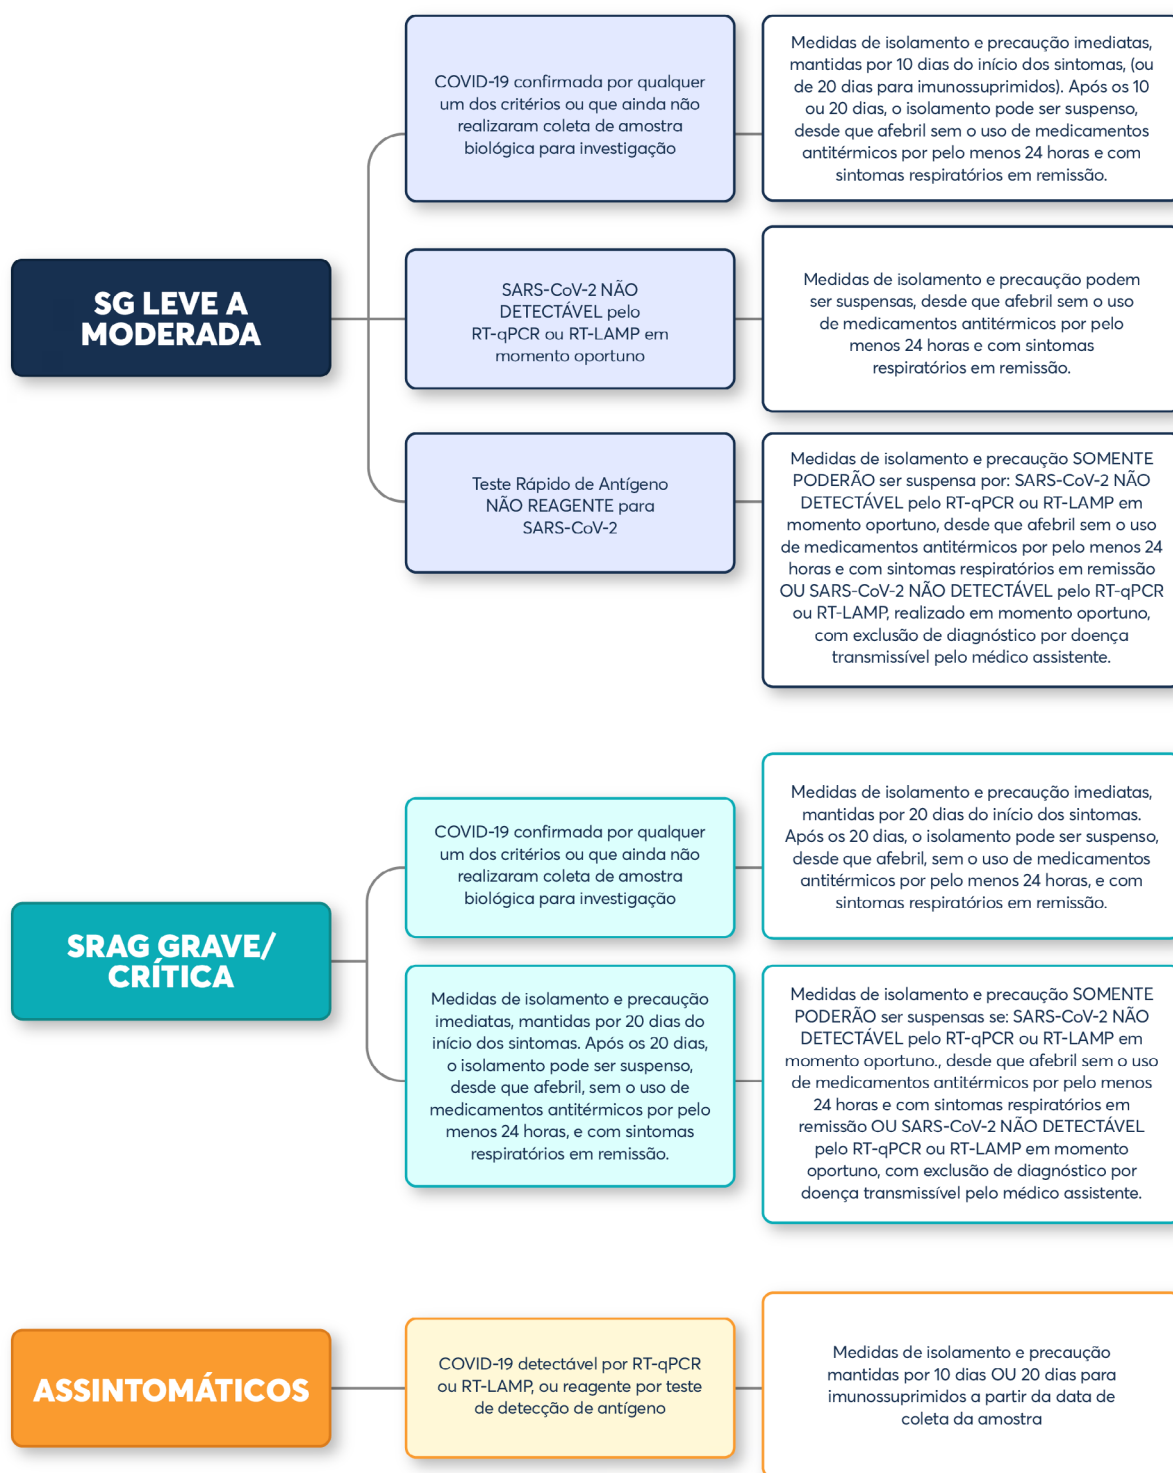 SG LEVE A
MODERADA
COVID-19 confirmada por qualquer
um dos critérios ou que ainda não
realizaram coleta de amostra
biológica para investigação
Medidas de isolamento e precaução imediatas,
mantidas por 10 dias do início dos sintomas, (ou
de 20 dias para imunossuprimidos). Após os 10
ou 20 dias, o isolamento pode ser suspenso,
desde que afebril sem o uso de medicamentos
antitérmicos por pelo menos 24 horas e com
sintomas respiratórios em remissão.
SARS-CoV-2 NÃO
DETECTÁVEL pelo
RT-qPCR ou RT-LAMP em
momento oportuno
Medidas de isolamento e precaução podem
ser suspensas, desde que afebril sem o uso
de medicamentos antitérmicos por pelo
menos 24 horas e com sintomas
respiratórios em remissão.
Teste Rápido de Antígeno
NÃO REAGENTE para
SARS-CoV-2
Medidas de isolamento e precaução SOMENTE
PODERÃO ser suspensa por: SARS-CoV-2 NÃO
DETECTÁVEL pelo RT-qPCR ou RT-LAMP em
momento oportuno, desde que afebril sem o uso
de medicamentos antitérmicos por pelo menos 24
horas e com sintomas respiratórios em remissão
OU SARS-CoV-2 NÃO DETECTÁVEL pelo RT-qPCR
ou RT-LAMP, realizado em momento oportuno,
com exclusão de diagnóstico por doença
transmissível pelo médico assistente.
SRAG GRAVE/
CRÍTICA
COVID-19 confirmada por qualquer
um dos critérios ou que ainda não
realizaram coleta de amostra
biológica para investigação
Medidas de isolamento e precaução imediatas,
mantidas por 20 dias do início dos sintomas.
Após os 20 dias, o isolamento pode ser suspenso,
desde que afebril, sem o uso de medicamentos
antitérmicos por pelo menos 24 horas, e com
sintomas respiratórios em remissão.
Medidas de isolamento e precaução
imediatas, mantidas por 20 dias do
início dos sintomas. Após os 20 dias,
o isolamento pode ser suspenso,
desde que afebril, sem o uso de
medicamentos antitérmicos por pelo
menos 24 horas, e com sintomas
respiratórios em remissão.
Medidas de isolamento e precaução SOMENTE
PODERÃO ser suspensas se: SARS-CoV-2 NÃO
DETECTÁVEL pelo RT-qPCR ou RT-LAMP em
momento oportuno., desde que afebril sem o uso
de medicamentos antitérmicos por pelo menos
24 horas e com sintomas respiratórios em
remissão OU SARS-CoV-2 NÃO DETECTÁVEL
pelo RT-qPCR ou RT-LAMP em momento
oportuno, com exclusão de diagnóstico por
doença transmissível pelo médico assistente.
ASSINTOMÁTICOS
COVID-19 detectável por RT-qPCR
ou RT-LAMP, ou reagente por teste
de detecção de antígeno
Medidas de isolamento e precaução
mantidas por 10 dias OU 20 dias para
imunossuprimidos a partir da data de
coleta da amostra